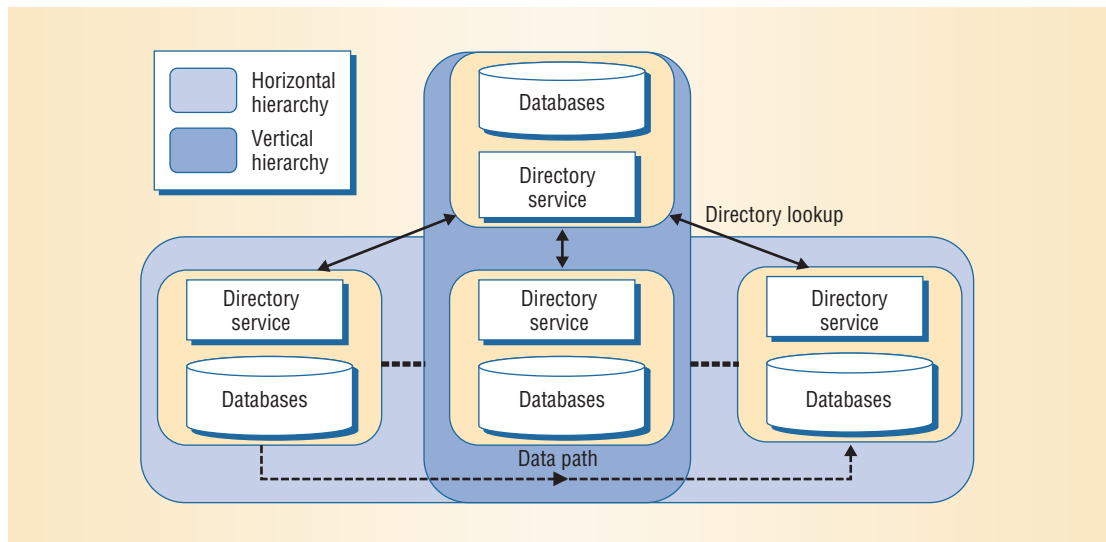 Horizontal
hierarchy
Vertical
hierarchy
Databases
Directory
service
Directory lookup
Directory
service
Databases
Directory
service
Databases
Directory
service
Databases
Data path